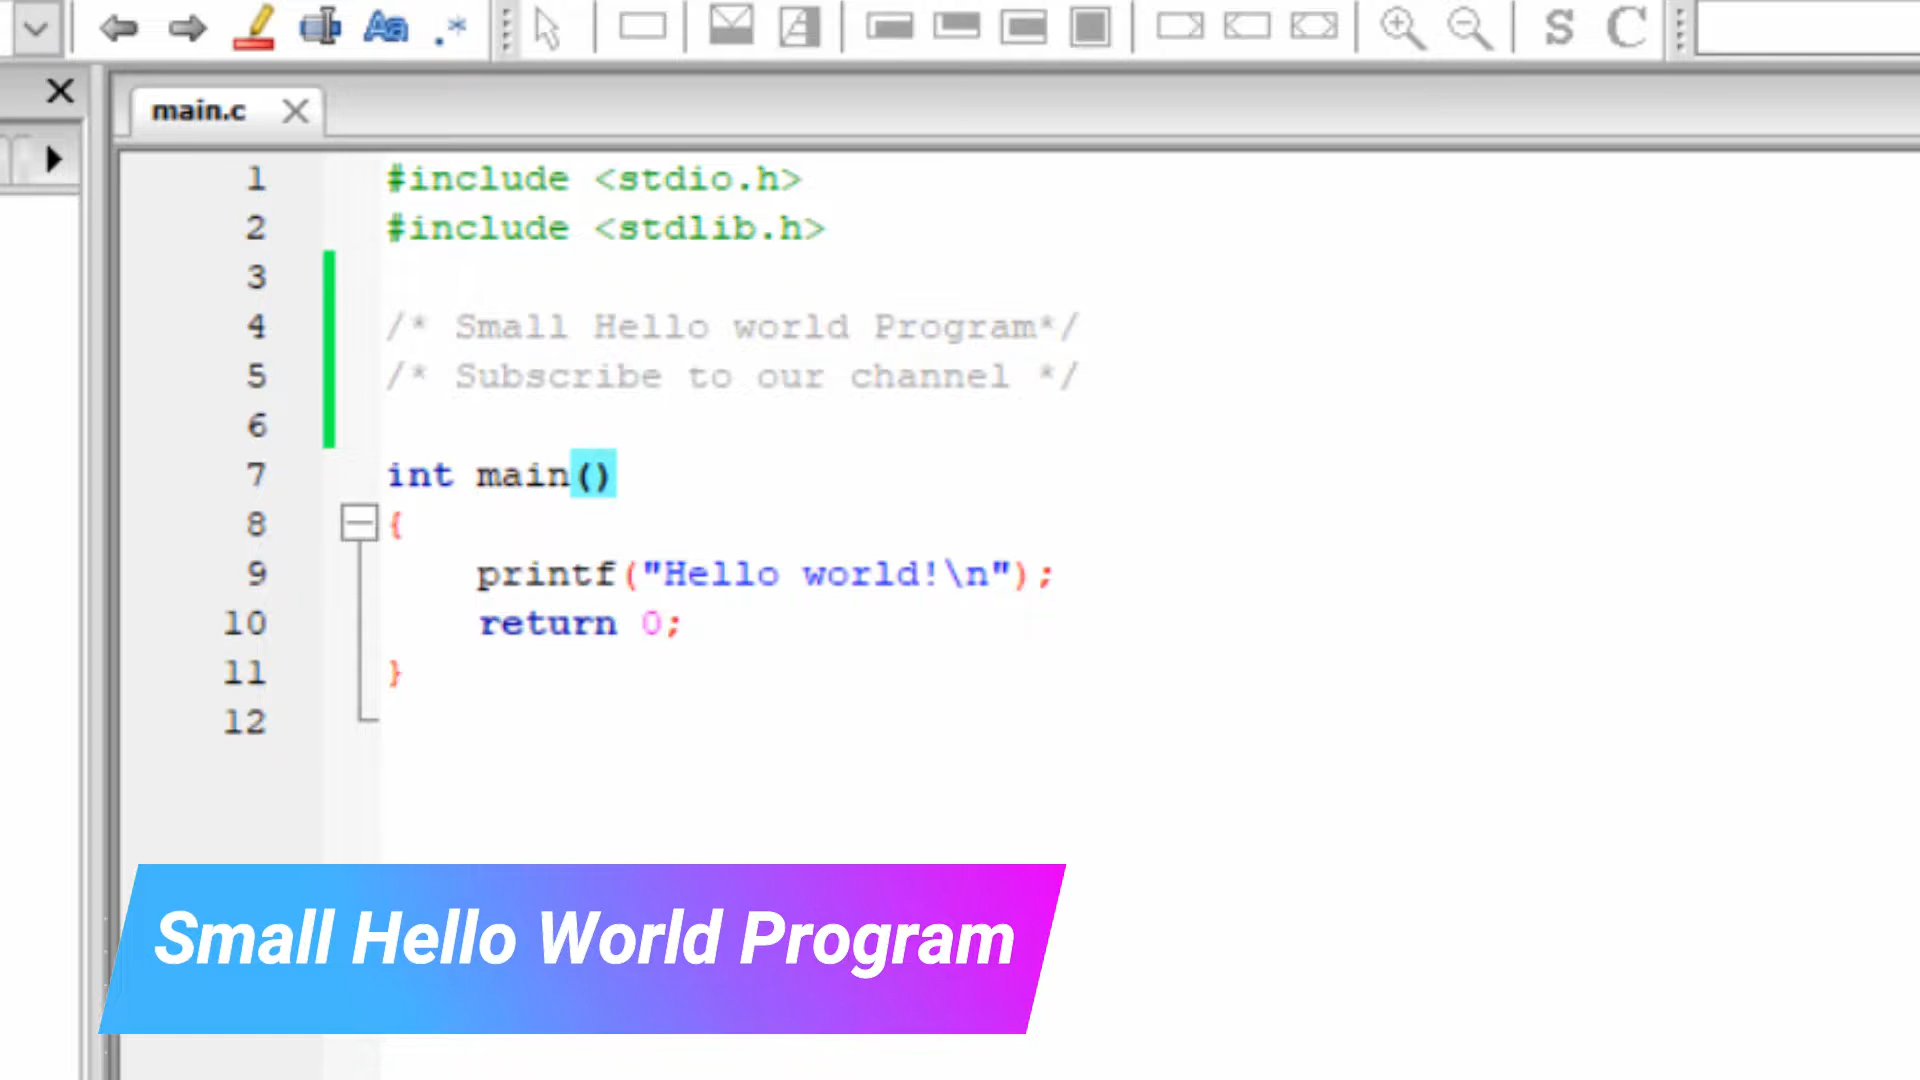 Aa .*
S C
main.c
1 #include <stdio.h>
2 #include <stdlib.h>
3
4 /* Small Hello world Program*/
5 /* Subscribe to our channel */
6
7 int main()
8 {
9 printf("Hello world!\n");
10 return 0;
11 }
12
Small Hello World Program